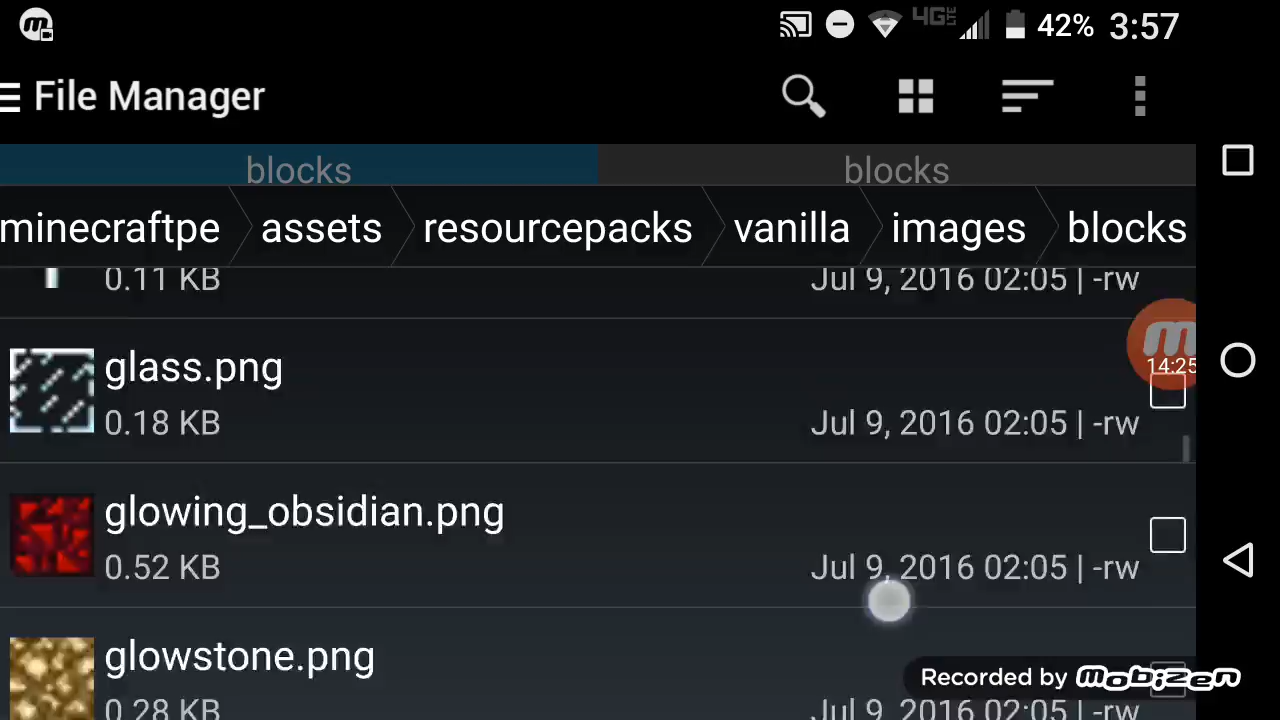 4G LTE 42% 3:57
File Manager
blocks blocks
minecraftpe assets resourcepacks vanilla images blocks
0.11 KB Jul 9, 2016 02:05 | -rw
14:25
glass.png
0.18 KB Jul 9, 2016 02:05 | -rw
glowing_obsidian.png
0.52 KB Jul 9, 2016 02:05 | -rw
glowstone.png
Recorded by mobizen
0.28 KB Jul 9, 2016 02:05 | -rw